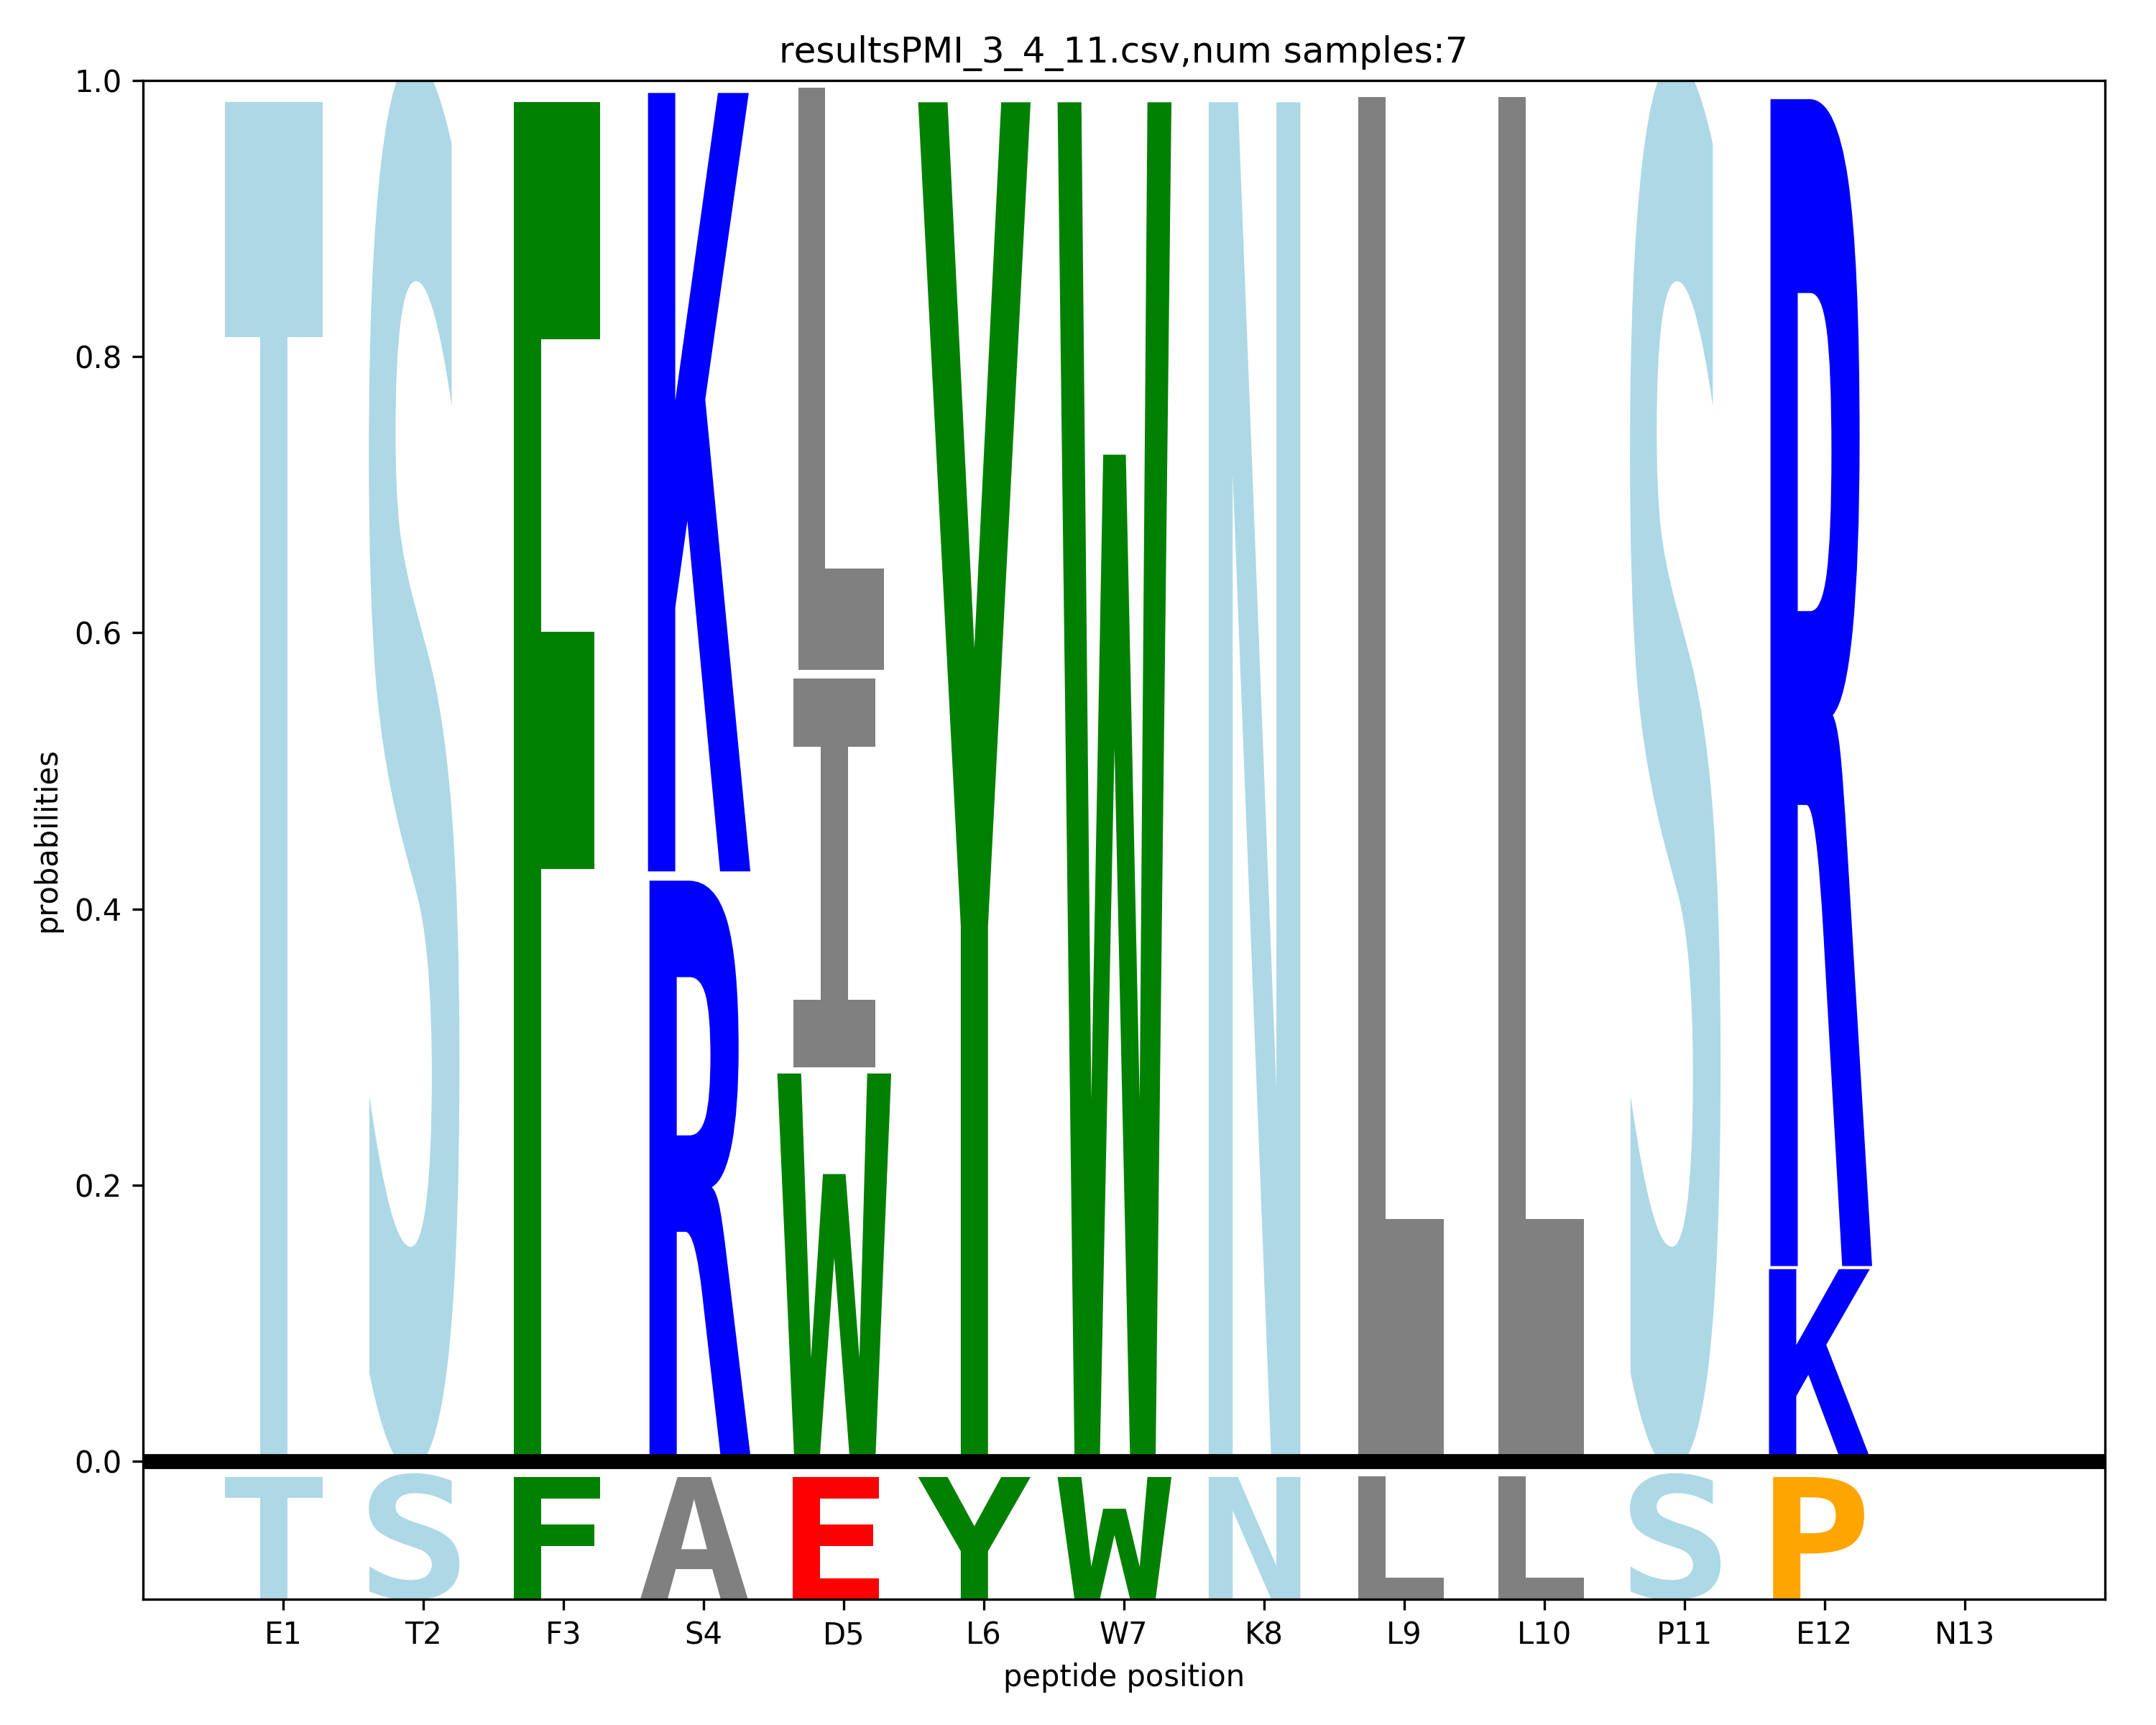 resultsPMI_3_4_11.csv,num samples:7
1.0
0.8
0.6
0.4
0.2
0.0
probabilities
T S F K L Y W N L L S R
R I K
W
T S F A E Y W N L L S P
E1 T2 F3 S4 D5 L6 W7 K8 L9 L10 P11 E12 N13
peptide position